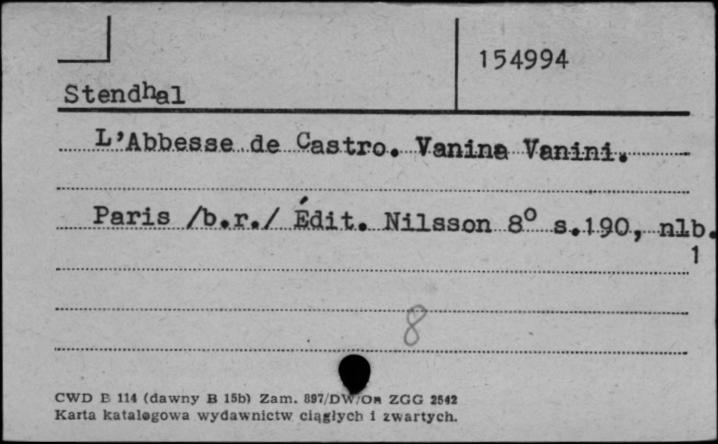 154994
Stendhal
L'Abbesse de Castro. Vanina Vanini.
Paris /b.r./ Édit. Nilsson 8° s.190, nlb.
1
8
CWD B 114 (dawny B 15b) Zam. 897/DW/OR ZGG 2542
Karta katalogowa wydawnictw ciągłych i zwartych.